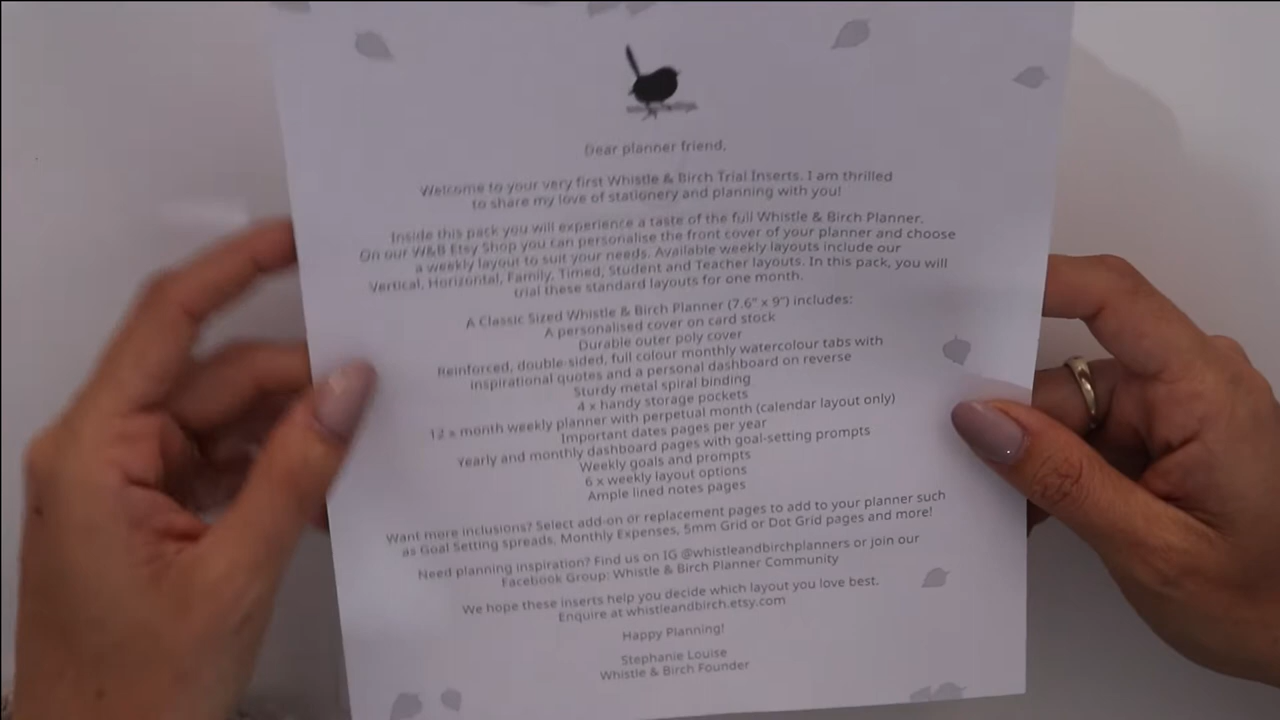 Dear planner friend,
Welcome to your very first Whistle & Birch Trial Inserts. I am thrilled
to share my love of stationery and planning with you!
Inside this pack you will experience a taste of the full Whistle & Birch Planner.
On our W&B Etsy Shop you can personalise the front cover of your planner and choose
a weekly layout to suit your needs. Available weekly layouts include our
Vertical, Horizontal, Family, Timed, Student and Teacher layouts. In this pack, you will
trial these standard layouts for one month.
A Classic Sized Whistle & Birch Planner (7.6" x 9") includes:
A personalised cover on card stock
Durable outer poly cover
Reinforced, double-sided, full colour monthly watercolour tabs with
inspirational quotes and a personal dashboard on reverse
Sturdy metal spiral binding
4 x handy storage pockets
12 x month weekly planner with perpetual month (calendar layout only)
Important dates pages per year
Yearly and monthly dashboard pages with goal-setting prompts
Weekly goals and prompts
6 x weekly layout options
Ample lined notes pages
Want more inclusions? Select add-on or replacement pages to add to your planner such
as Goal Setting spreads, Monthly Expenses, 5mm Grid or Dot Grid pages and more!
Need planning inspiration? Find us on IG @whistleandbirchplanners or join our
Facebook Group: Whistle & Birch Planner Community
We hope these inserts help you decide which layout you love best.
Enquire at whistleandbirch.etsy.com
Happy Planning!
Stephanie Louise
Whistle & Birch Founder